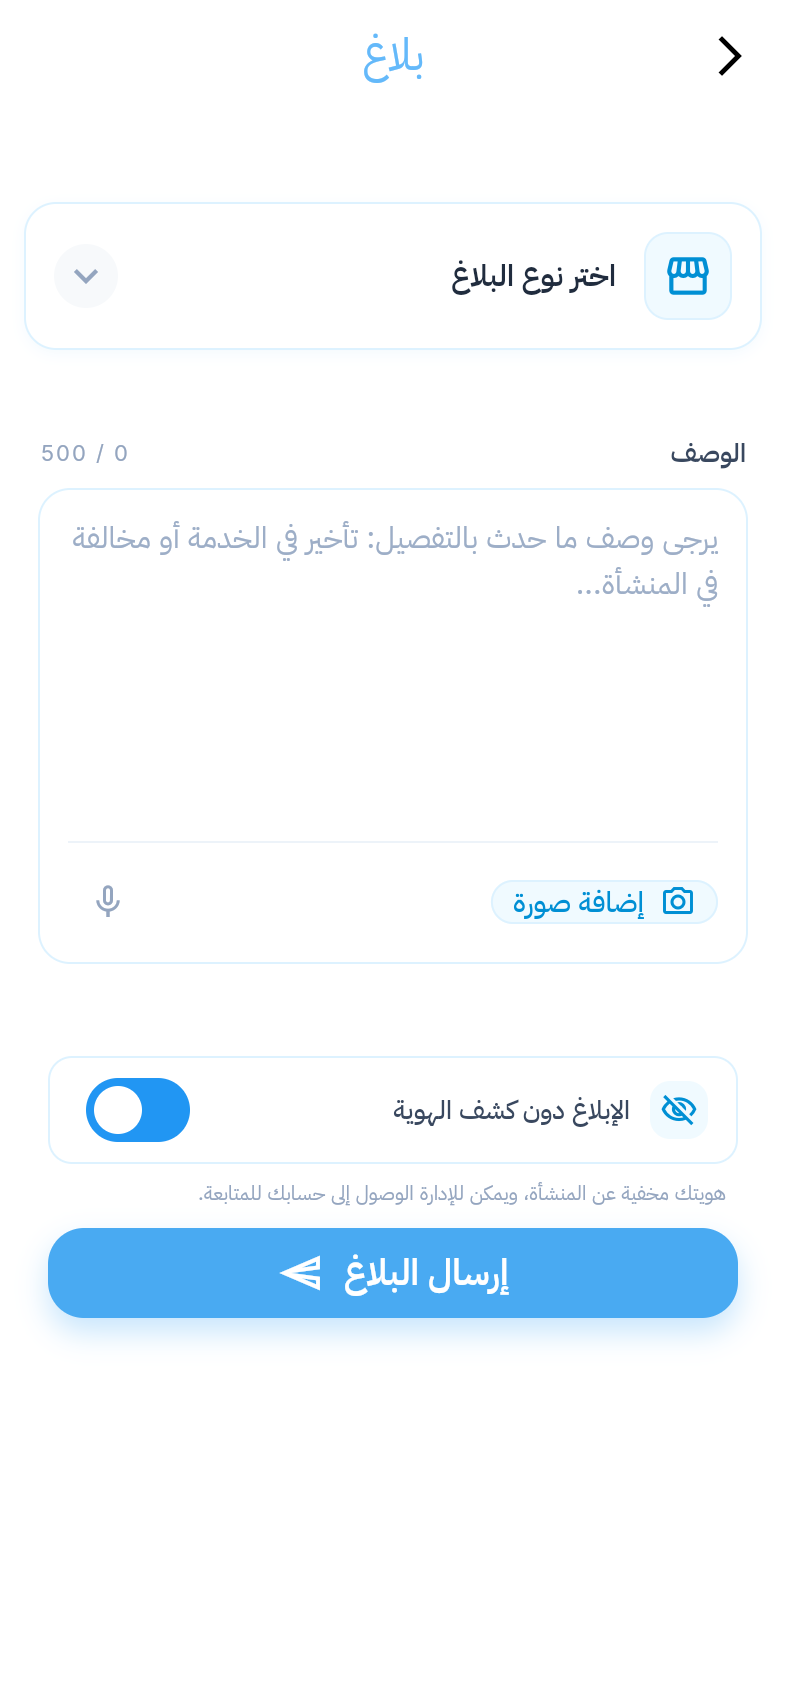 بلاغ
اختر نوع البلاغ
الوصف
0 / 500
يرجى وصف ما حدث بالتفصيل: تأخير في الخدمة أو مخالفة
في المنشأة...
إضافة صورة
الإبلاغ دون كشف الهوية
هويتك مخفية عن المنشأة، ويمكن للإدارة الوصول إلى حسابك للمتابعة.
إرسال البلاغ